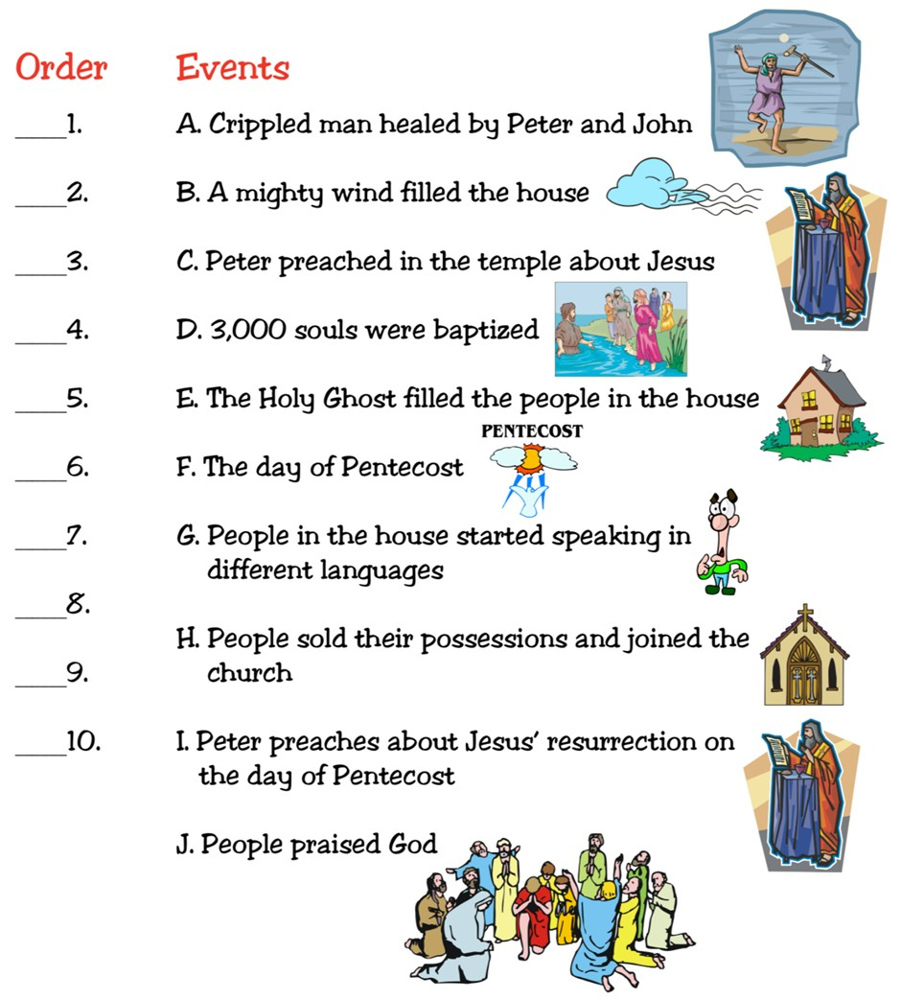 Order Events
____1. A. Crippled man healed by Peter and John
____2. B. A mighty wind filled the house
____3. C. Peter preached in the temple about Jesus
____4. D. 3,000 souls were baptized
____5. E. The Holy Ghost filled the people in the house
PENTECOST
____6. F. The day of Pentecost
____7. G. People in the house started speaking in
different languages
____8.
H. People sold their possessions and joined the
____9. church
____10. I. Peter preaches about Jesus' resurrection on
the day of Pentecost
J. People praised God